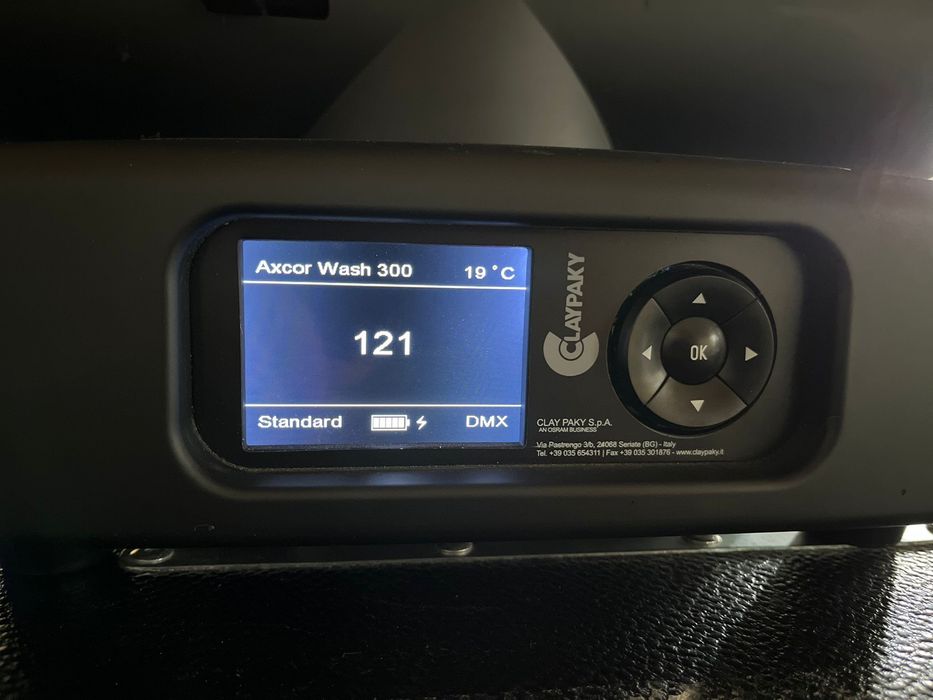 Axcor Wash 300 19°C
121
Standard DMX
CLAYPAKY
CLAY PAKY S.p.A.
AN OSRAM BUSINESS
Via Pastrengo 3/b, 24068 Seriate (BG) - Italy
Tel. +39 035 654311 | Fax +39 035 301876 - www.claypaky.it
OK